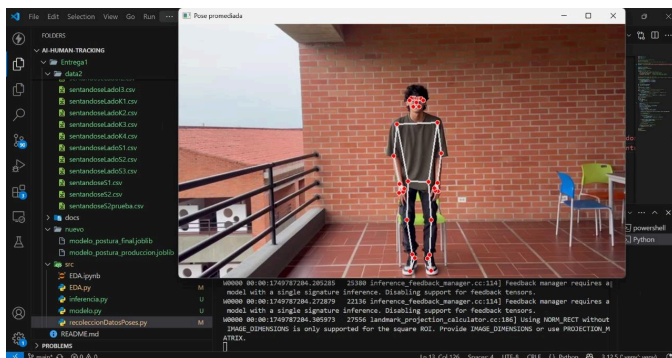 File Edit Selection View Go Run ···
Pose promediada
FOLDERS
AI-HUMAN-TRACKING
Entrega1
data2
sentandoseLadoI3.csv
sentandoseLadoK1.csv
sentandoseLadoK2.csv
sentandoseLadoK3.csv
sentandoseLadoK4.csv
sentandoseLadoS1.csv
sentandoseLadoS2.csv
sentandoseLadoS3.csv
sentandoseS1.csv
sentandoseS2.csv
sentandoseS2prueba.csv
docs
nuevo
modelo_postura_final.joblib
modelo_postura_produccion.joblib
src
EDA.ipynb
EDA.py M
inferencia.py U
modelo.py U
recoleccionDatosPoses.py M
README.md
PROBLEMS
powershell
Python
W0000 00:00:1749787204.205285 25380 inference_feedback_manager.cc:114] Feedback manager requires a
model with a single signature inference. Disabling support for feedback tensors.
W0000 00:00:1749787204.272879 22136 inference_feedback_manager.cc:114] Feedback manager requires a
model with a single signature inference. Disabling support for feedback tensors.
W0000 00:00:1749787204.305973 27556 landmark_projection_calculator.cc:186] Using NORM_RECT without
IMAGE_DIMENSIONS is only supported for the square ROI. Provide IMAGE_DIMENSIONS or use PROJECTION_M
ATRIX.